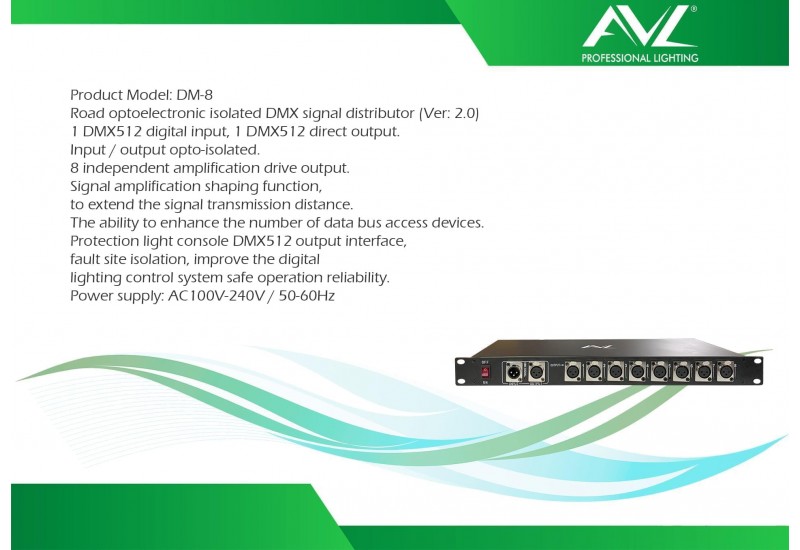 AVL®
PROFESSIONAL LIGHTING
Product Model: DM-8
Road optoelectronic isolated DMX signal distributor (Ver: 2.0)
1 DMX512 digital input, 1 DMX512 direct output.
Input / output opto-isolated.
8 independent amplification drive output.
Signal amplification shaping function,
to extend the signal transmission distance.
The ability to enhance the number of data bus access devices.
Protection light console DMX512 output interface,
fault site isolation, improve the digital
lighting control system safe operation reliability.
Power supply: AC100V-240V / 50-60Hz
AVL
INPUT OUTPUT